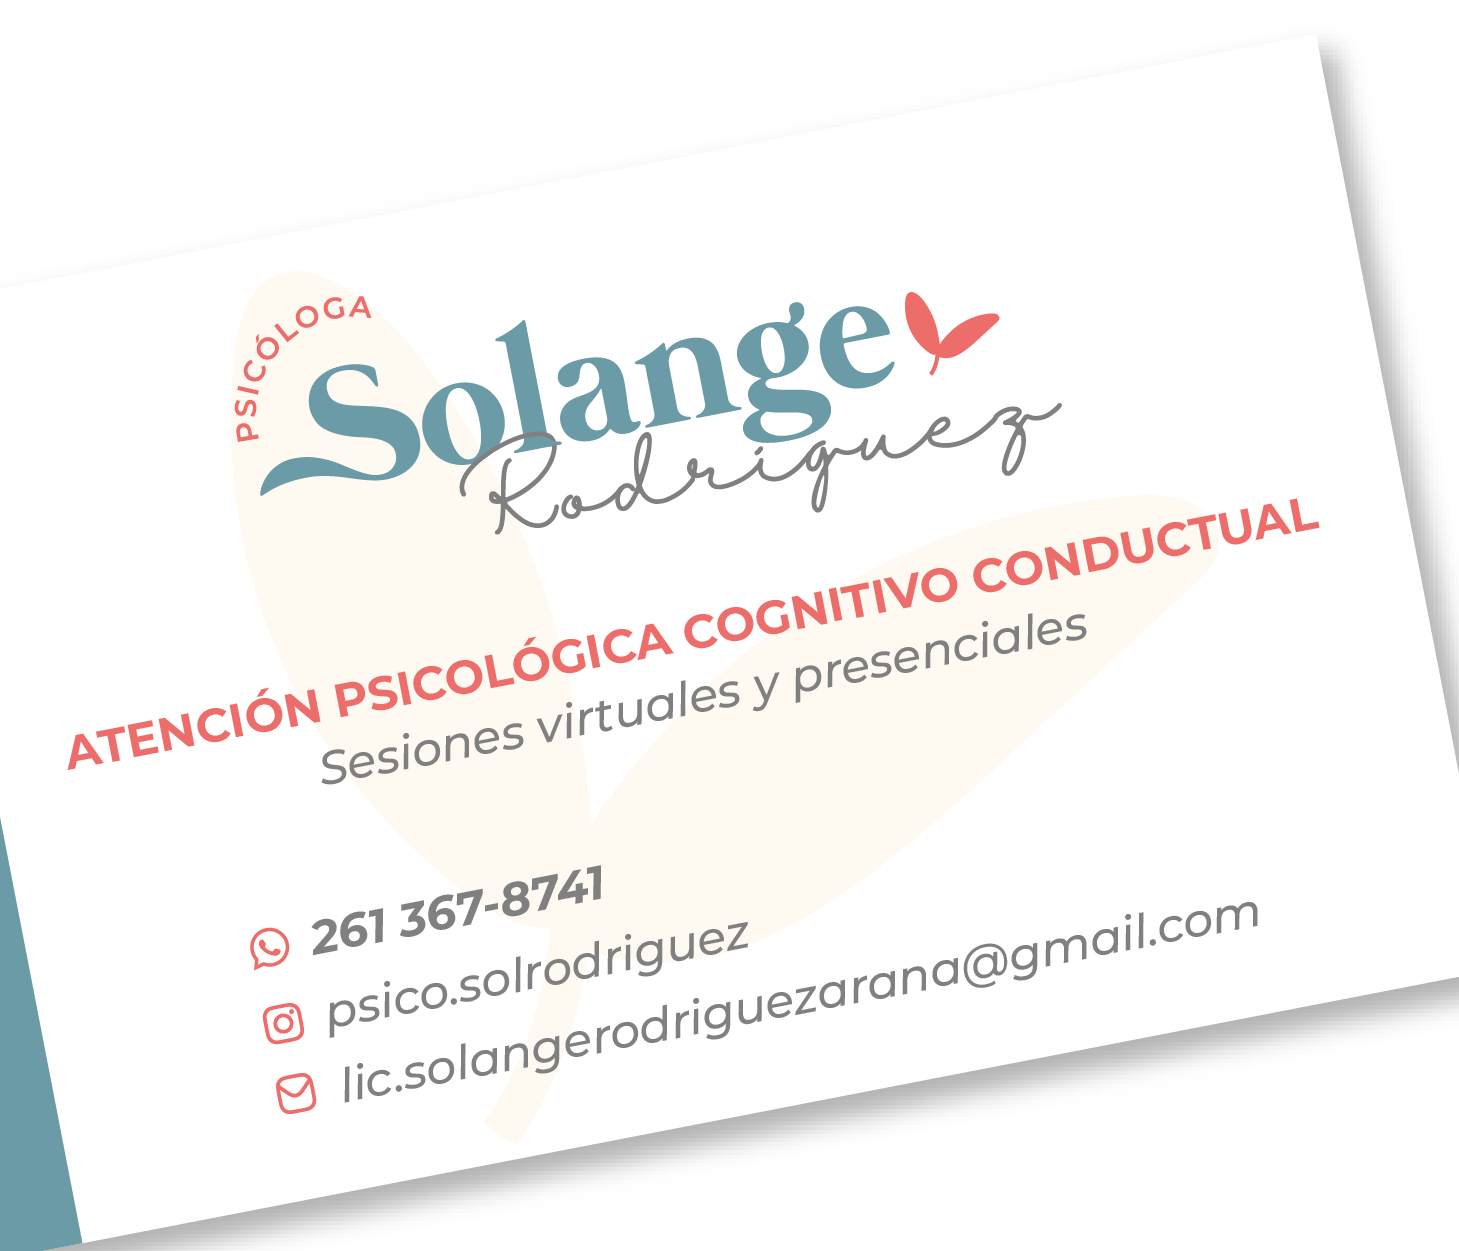 PSICÓLOGA
Solange
Rodriguez
ATENCIÓN PSICOLÓGICA COGNITIVO CONDUCTUAL
Sesiones virtuales y presenciales
261 367-8741
psico.solrodriguez
lic.solangerodriguezarana@gmail.com